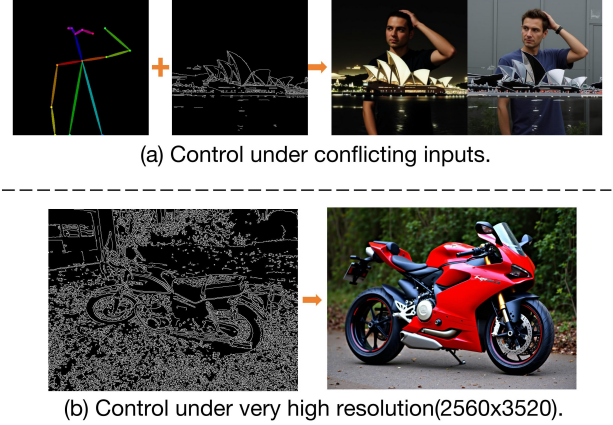 (a) Control under conflicting inputs.
(b) Control under very high resolution(2560x3520).